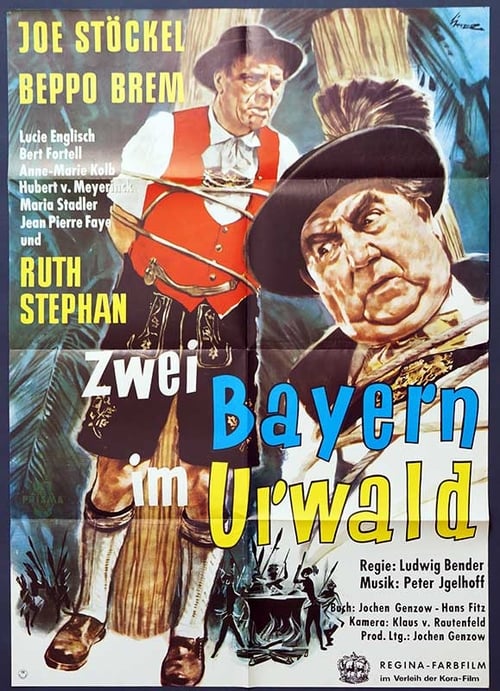 JOE STÖCKEL
BEPPO BREM
Lucie Englisch
Bert Fortell
Anne-Marie Kolb
Hubert v. Meyerinck
Maria Stadler
Jean Pierre Faye
und
RUTH
STEPHAN
zwei
Bayern
im Urwald
Regie: Ludwig Bender
Musik: Peter Jgelhoff
Buch: Jochen Genzow - Hans Fitz
Kamera: Klaus v. Rautenfeld
Prod. Ltg.: Jochen Genzow
PRISMA
REGINA-FARBFILM
im Verleih der Kora-Film